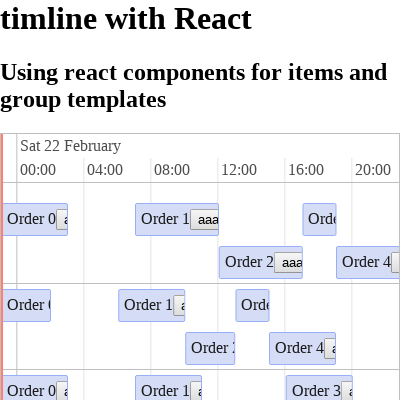 timline with React
Using react components for items and
group templates
Sat 22 February
00:00 04:00 08:00 12:00 16:00 20:00
Order 0 Order 1 aaa
Order 2 aaa Order 4
Order 1
Order 4
Order 0 Order 1 Order 3